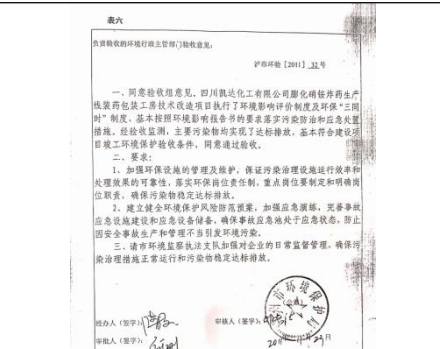 表六
负责验收的环境行政主管部门验收意见:
泸市环验[2011] 32号
一、同意验收组意见。四川凯达化工有限公司膨化硝铵炸药生产
线装药包装工房技术改造项目执行了环境影响评价制度及环保“三同
时”制度,基本按照环境影响报告书的要求落实污染防治和应急处置
措施。经验收监测,主要污染物均实现了达标排放,基本符合建设项
目竣工环境保护验收条件,同意通过验收。
二、要求:
1、加强环保设施的管理及维护,保证污染治理设施运行效率和
处理效果的可靠性,落实环保岗位责任制,重点岗位要制定和明确岗
位职责,确保污染物稳定达标排放。
2、建立健全环境保护风险防范预案,加强应急演练,完善事故
应急设施建设和应急设备储备,确保事故应急池处于应急状态,防止
因安全事故生产和管理不当引发环境污染。
三、请市环境监察执法支队加强对企业的日常监督管理,确保污
染治理措施正常运行和污染物稳定达标排放。
市环境保护局
经办人(签字): 审核人(签字):
审批人(签字): 20 月29日